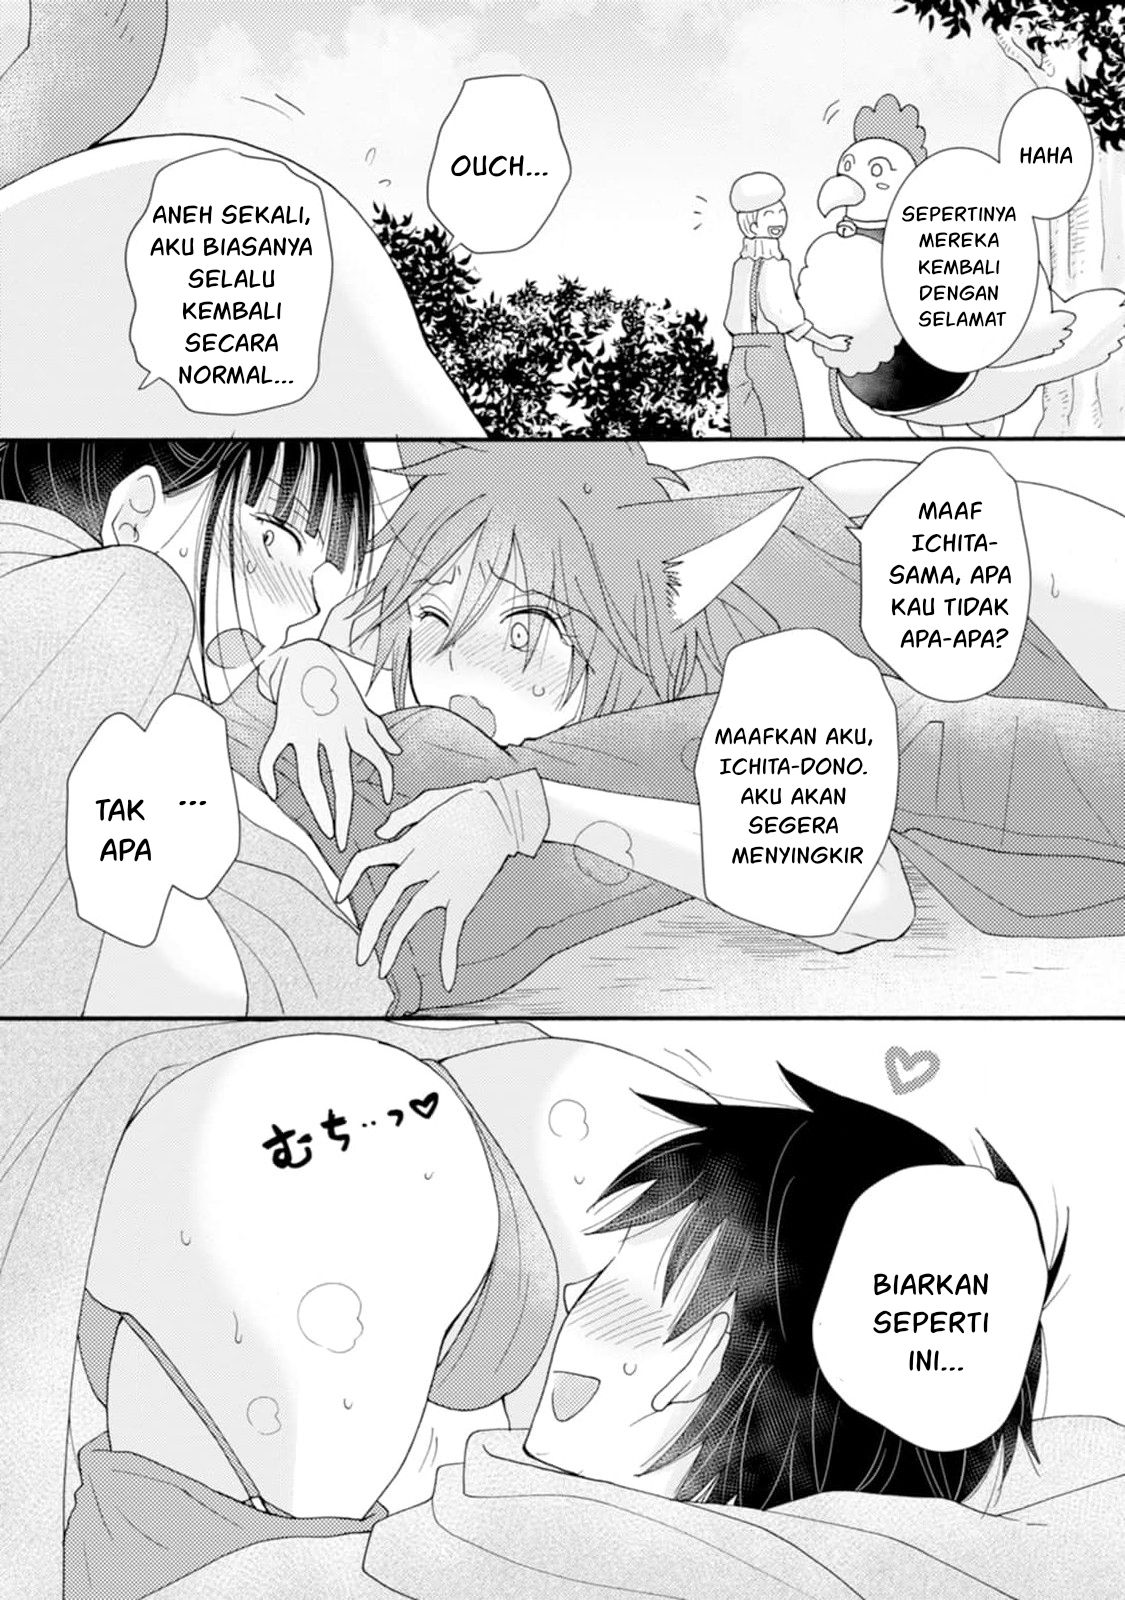 HAHA
SEPERTINYA
MEREKA
KEMBALI
DENGAN
SELAMAT
OUCH...
ANEH SEKALI,
AKU BIASANYA
SELALU
KEMBALI
SECARA
NORMAL...
MAAF
ICHITA-
SAMA, APA
KAU TIDAK
APA-APA?
MAAFKAN AKU,
ICHITA-DONO.
AKU AKAN
SEGERA
MENYINGKIR
...
TAK
APA
むち..っ♡
BIARKAN
SEPERTI
INI...